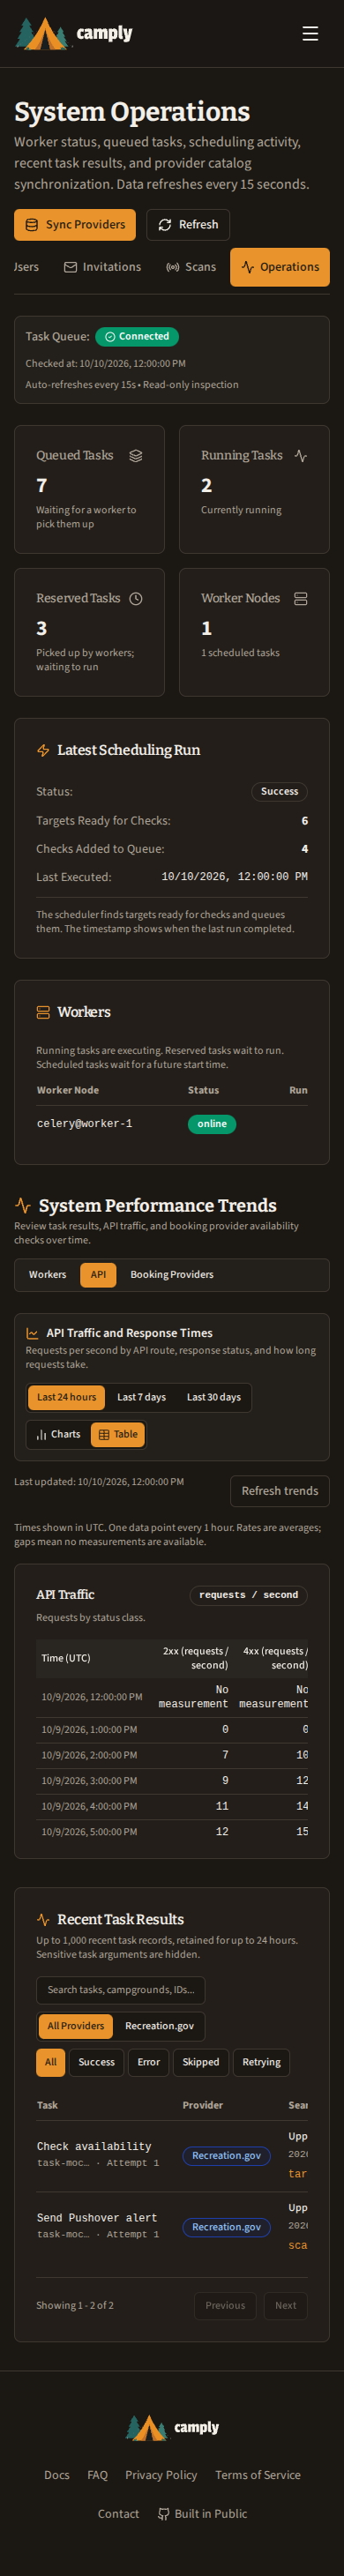 camply
System Operations
Worker status, queued tasks, scheduling activity,
recent task results, and provider catalog
synchronization. Data refreshes every 15 seconds.
Sync Providers Refresh
Invitations Scans Operations
Task Queue: Connected
Checked at: 10/10/2026, 12:00:00 PM
Auto-refreshes every 15s • Read-only inspection
Queued Tasks
7
Waiting for a worker to
pick them up
Running Tasks
2
Currently running
Reserved Tasks
3
Picked up by workers;
waiting to run
Worker Nodes
1
1 scheduled tasks
Latest Scheduling Run
Status: Success
Targets Ready for Checks: 6
Checks Added to Queue: 4
Last Executed: 10/10/2026, 12:00:00 PM
The scheduler finds targets ready for checks and queues
them. The timestamp shows when the last run completed.
Workers
Running tasks are executing. Reserved tasks wait to run.
Scheduled tasks wait for a future start time.
Worker Node Status Run
celery@worker-1 online
System Performance Trends
Review task results, API traffic, and booking provider availability
checks over time.
Workers API Booking Providers
API Traffic and Response Times
Requests per second by API route, response status, and how long
requests take.
Last 24 hours Last 7 days Last 30 days
Charts Table
Last updated: 10/10/2026, 12:00:00 PM Refresh trends
Times shown in UTC. One data point every 1 hour. Rates are averages;
gaps mean no measurements are available.
API Traffic requests / second
Requests by status class.
Time (UTC) 2xx (requests / second) 4xx (requests / second)
10/9/2026, 12:00:00 PM No measurement No measurement
10/9/2026, 1:00:00 PM 0 0
10/9/2026, 2:00:00 PM 7 10
10/9/2026, 3:00:00 PM 9 12
10/9/2026, 4:00:00 PM 11 14
10/9/2026, 5:00:00 PM 12 15
Recent Task Results
Up to 1,000 recent task records, retained for up to 24 hours.
Sensitive task arguments are hidden.
Search tasks, campgrounds, IDs...
All Providers Recreation.gov
All Success Error Skipped Retrying
Task Provider Sear
Check availability
task-moc… · Attempt 1 Recreation.gov
Upp
2026
tar
Send Pushover alert
task-moc… · Attempt 1 Recreation.gov
Upp
2026
sca
Showing 1 - 2 of 2 Previous Next
camply
Docs FAQ Privacy Policy Terms of Service
Contact Built in Public